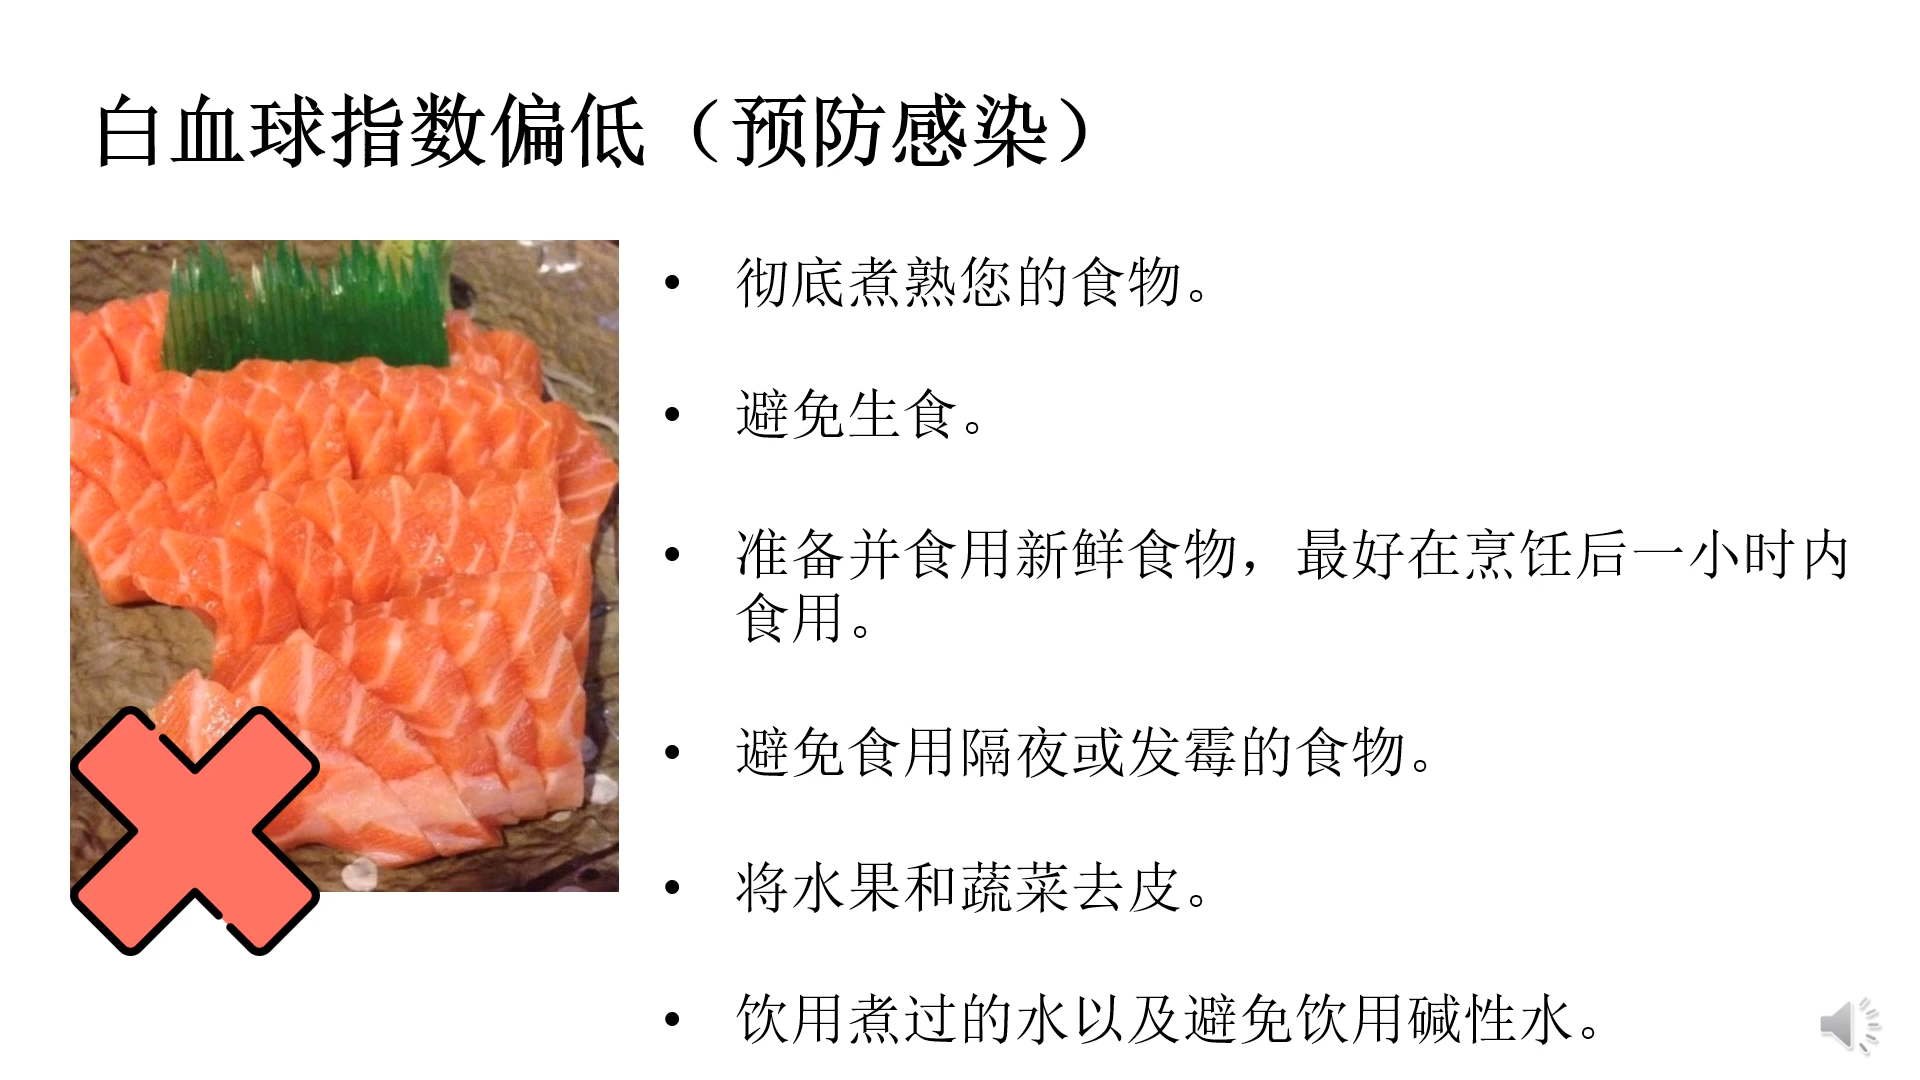 白血球指数偏低（预防感染）
• 彻底煮熟您的食物。
• 避免生食。
• 准备并食用新鲜食物，最好在烹饪后一小时内
食用。
• 避免食用隔夜或发霉的食物。
• 将水果和蔬菜去皮。
• 饮用煮过的水以及避免饮用碱性水。